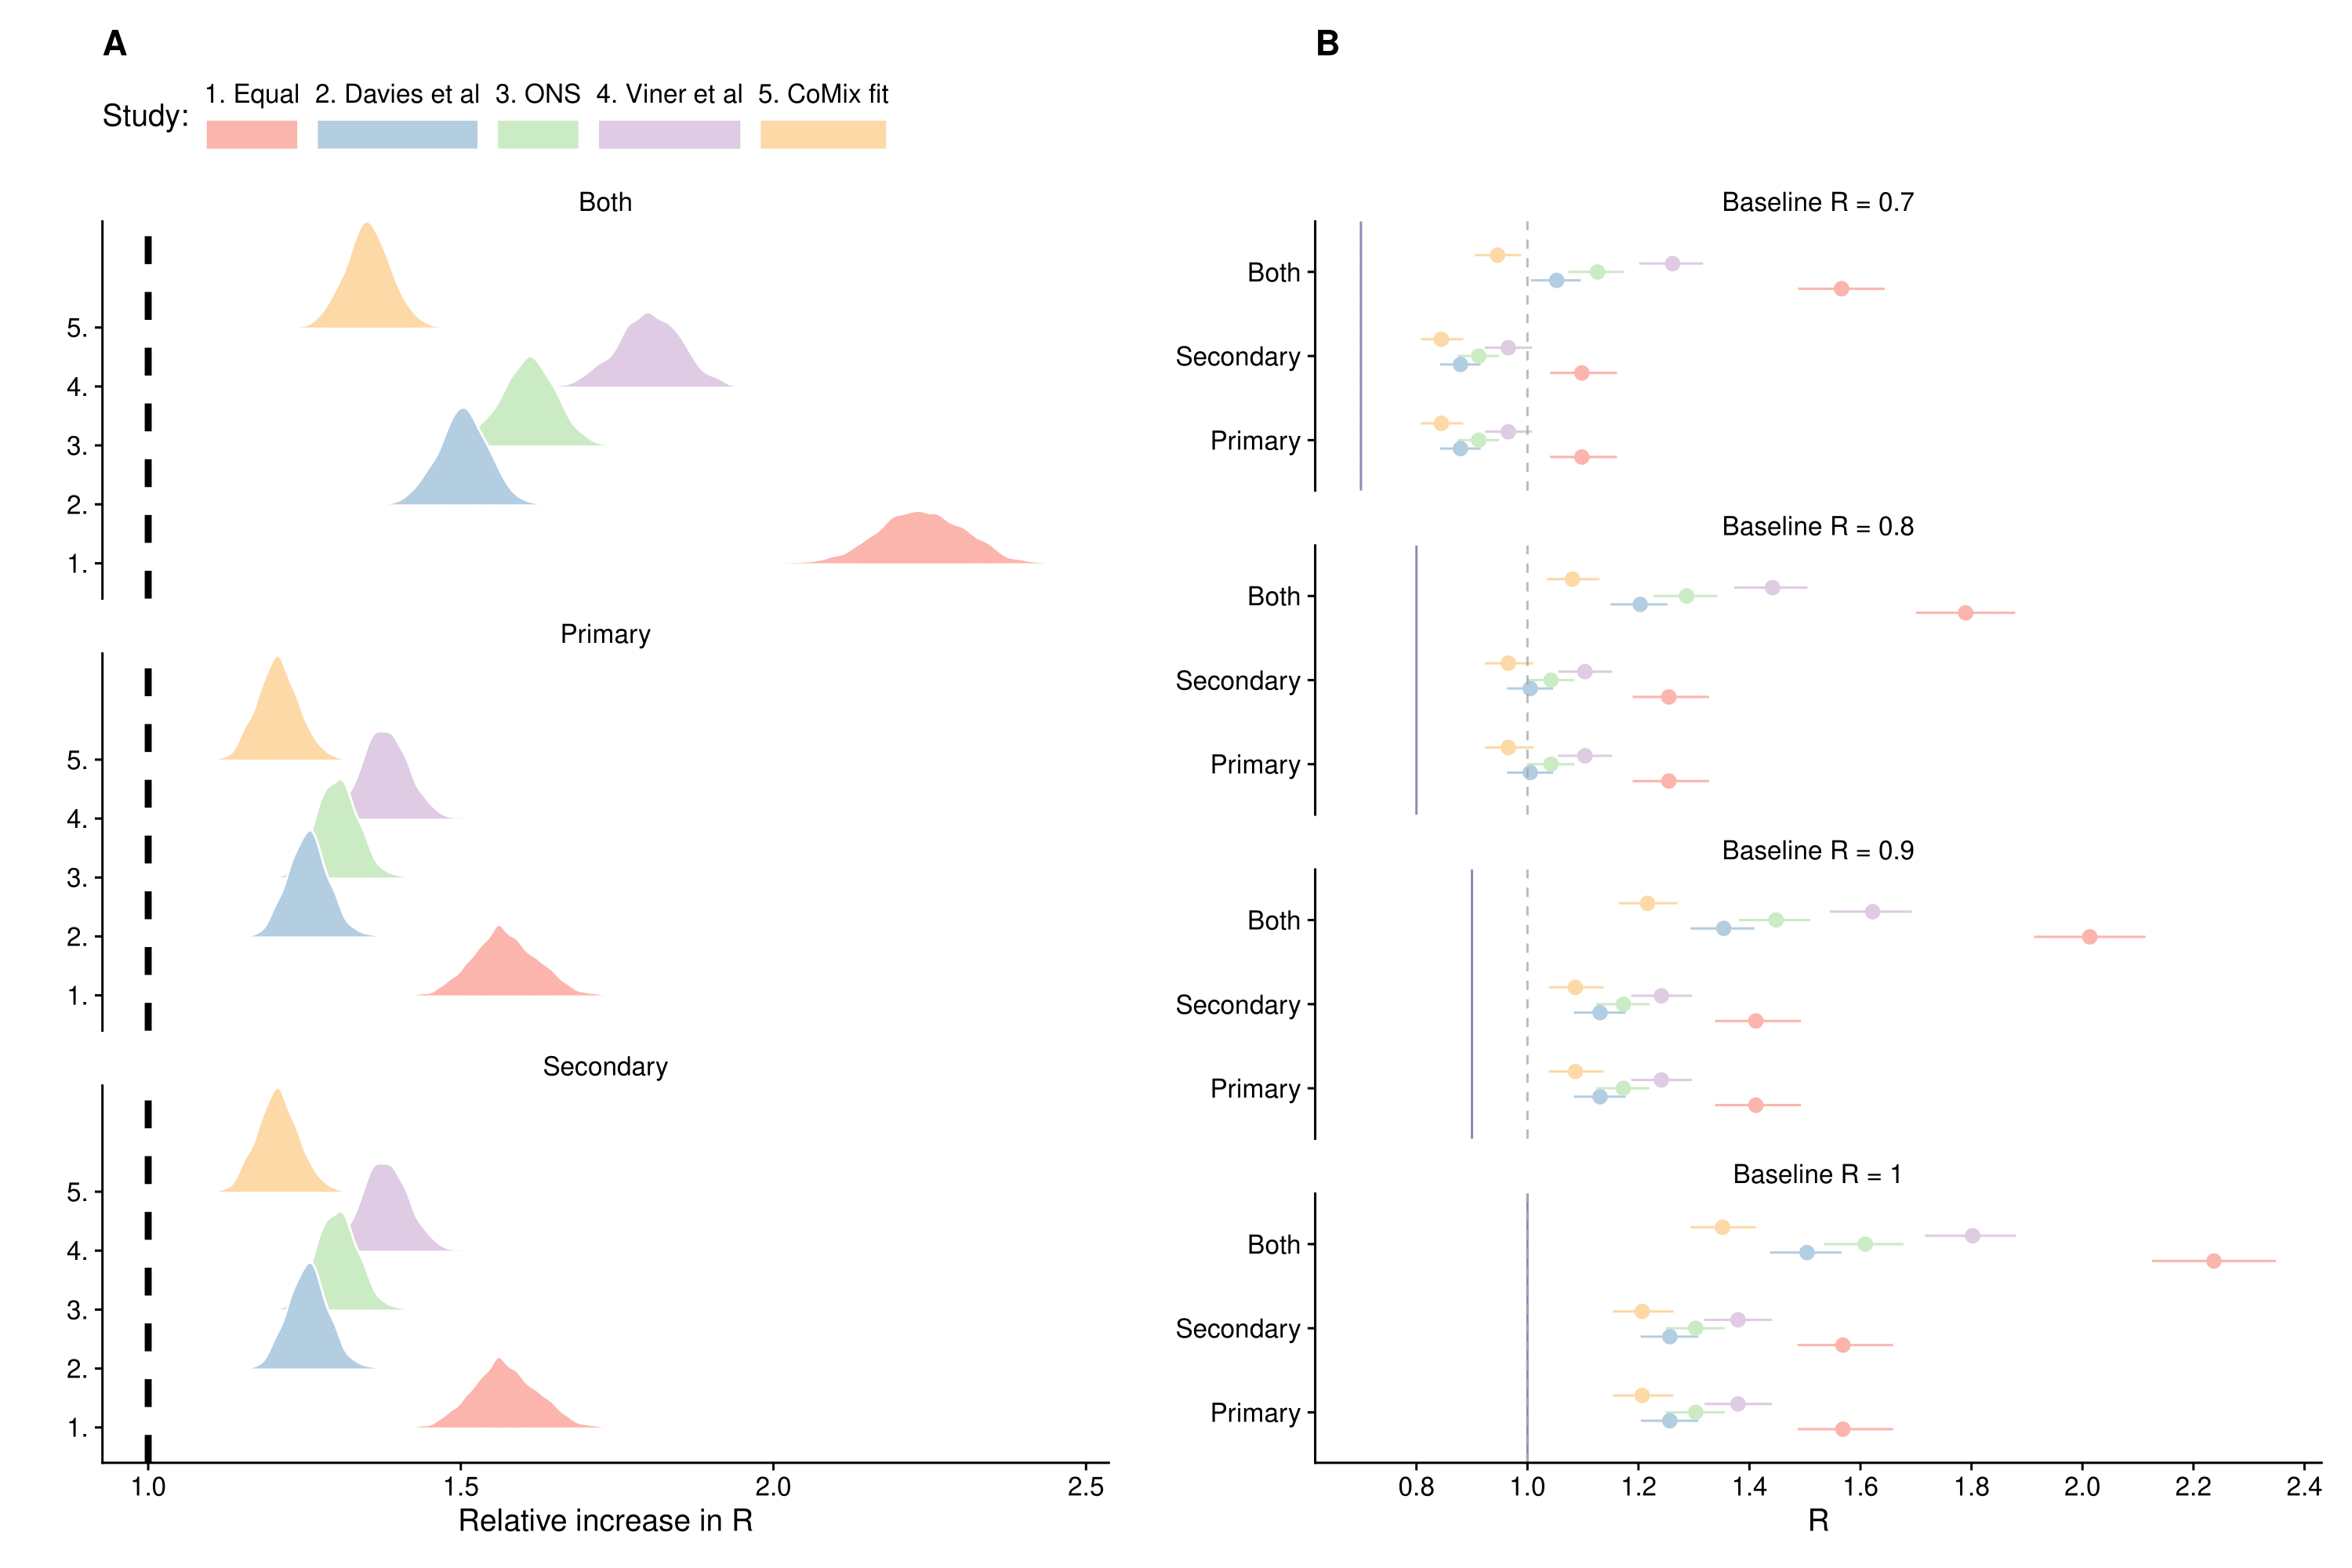 A
Study:
1. Equal 2. Davies et al 3. ONS 4. Viner et al 5. CoMix fit
Both
5.
4.
3.
2.
1.
Primary
5.
4.
3.
2.
1.
Secondary
5.
4.
3.
2.
1.
1.0 1.5 2.0 2.5
Relative increase in R
B
Baseline R = 0.7
Both
Secondary
Primary
Baseline R = 0.8
Both
Secondary
Primary
Baseline R = 0.9
Both
Secondary
Primary
Baseline R = 1
Both
Secondary
Primary
0.8 1.0 1.2 1.4 1.6 1.8 2.0 2.2 2.4
R